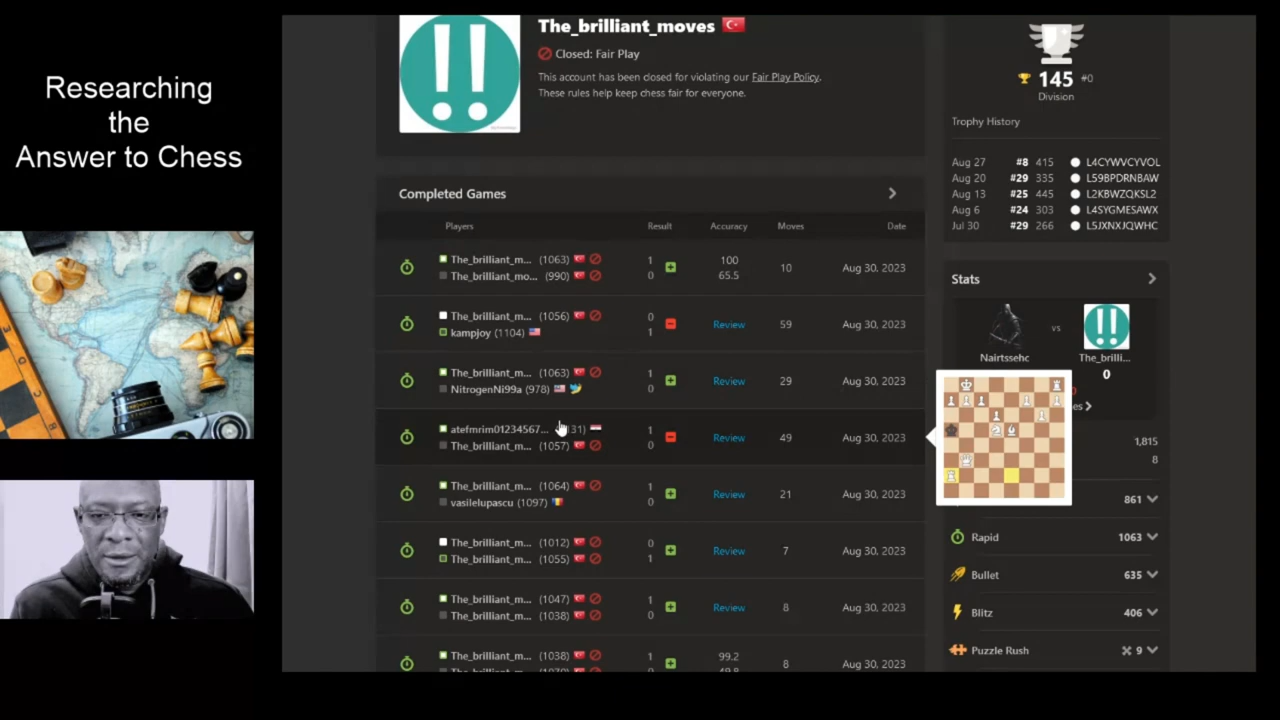 Researching
the
Answer to Chess
The_brilliant_moves
Closed: Fair Play
This account has been closed for violating our Fair Play Policy.
These rules help keep chess fair for everyone.
Completed Games
Players Result Accuracy Moves Date
The_brilliant_m... (1063) 1 100
The_brilliant_mo... (990) 0 65.5
10 Aug 30, 2023
The_brilliant_m... (1056) 0
kampjoy (1104) 1
Review 59 Aug 30, 2023
The_brilliant_m... (1063) 1
NitrogenNi99a (978) 0
Review 29 Aug 30, 2023
atefmrim01234567... 31) 1
The_brilliant_m... (1057) 0
Review 49 Aug 30, 2023
The_brilliant_m... (1064) 1
vasilelupascu (1097) 0
Review 21 Aug 30, 2023
The_brilliant_m... (1012) 0
The_brilliant_m... (1055) 1
Review 7 Aug 30, 2023
The_brilliant_m... (1047) 1
The_brilliant_m... (1038) 0
Review 8 Aug 30, 2023
The_brilliant_m... (1038) 1 99.2
8 Aug 30, 2023
145 #0
Division
Trophy History
Aug 27 #8 415 L4CYWVCYVOL
Aug 20 #29 335 L59BPDRNBAW
Aug 13 #25 445 L2KBWZQKSL2
Aug 6 #24 303 L4SYGMESAWX
Jul 30 #29 266 L5JXNXJQWHC
Stats
vs
Nairtssehc The_brilli...
0
1,815
8
861
Rapid 1063
Bullet 635
Blitz 406
Puzzle Rush 9